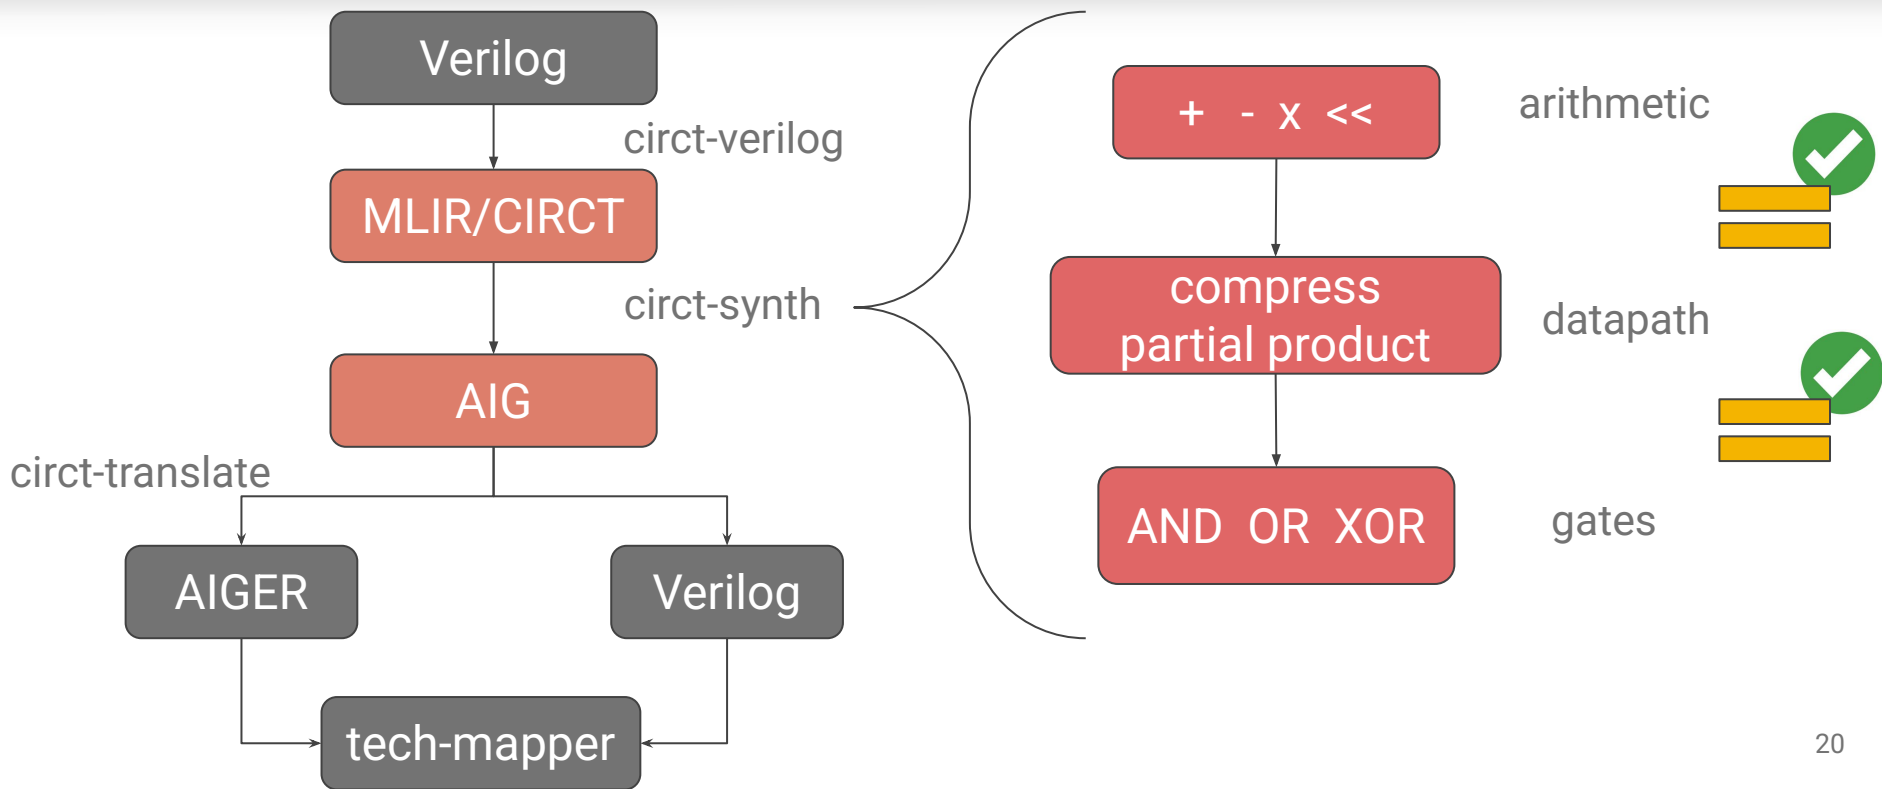 Verilog
circt-verilog
MLIR/CIRCT
circt-synth
AIG
circt-translate
AIGER
Verilog
tech-mapper
+ - x <<
arithmetic
compress
partial product
datapath
AND OR XOR
gates
20